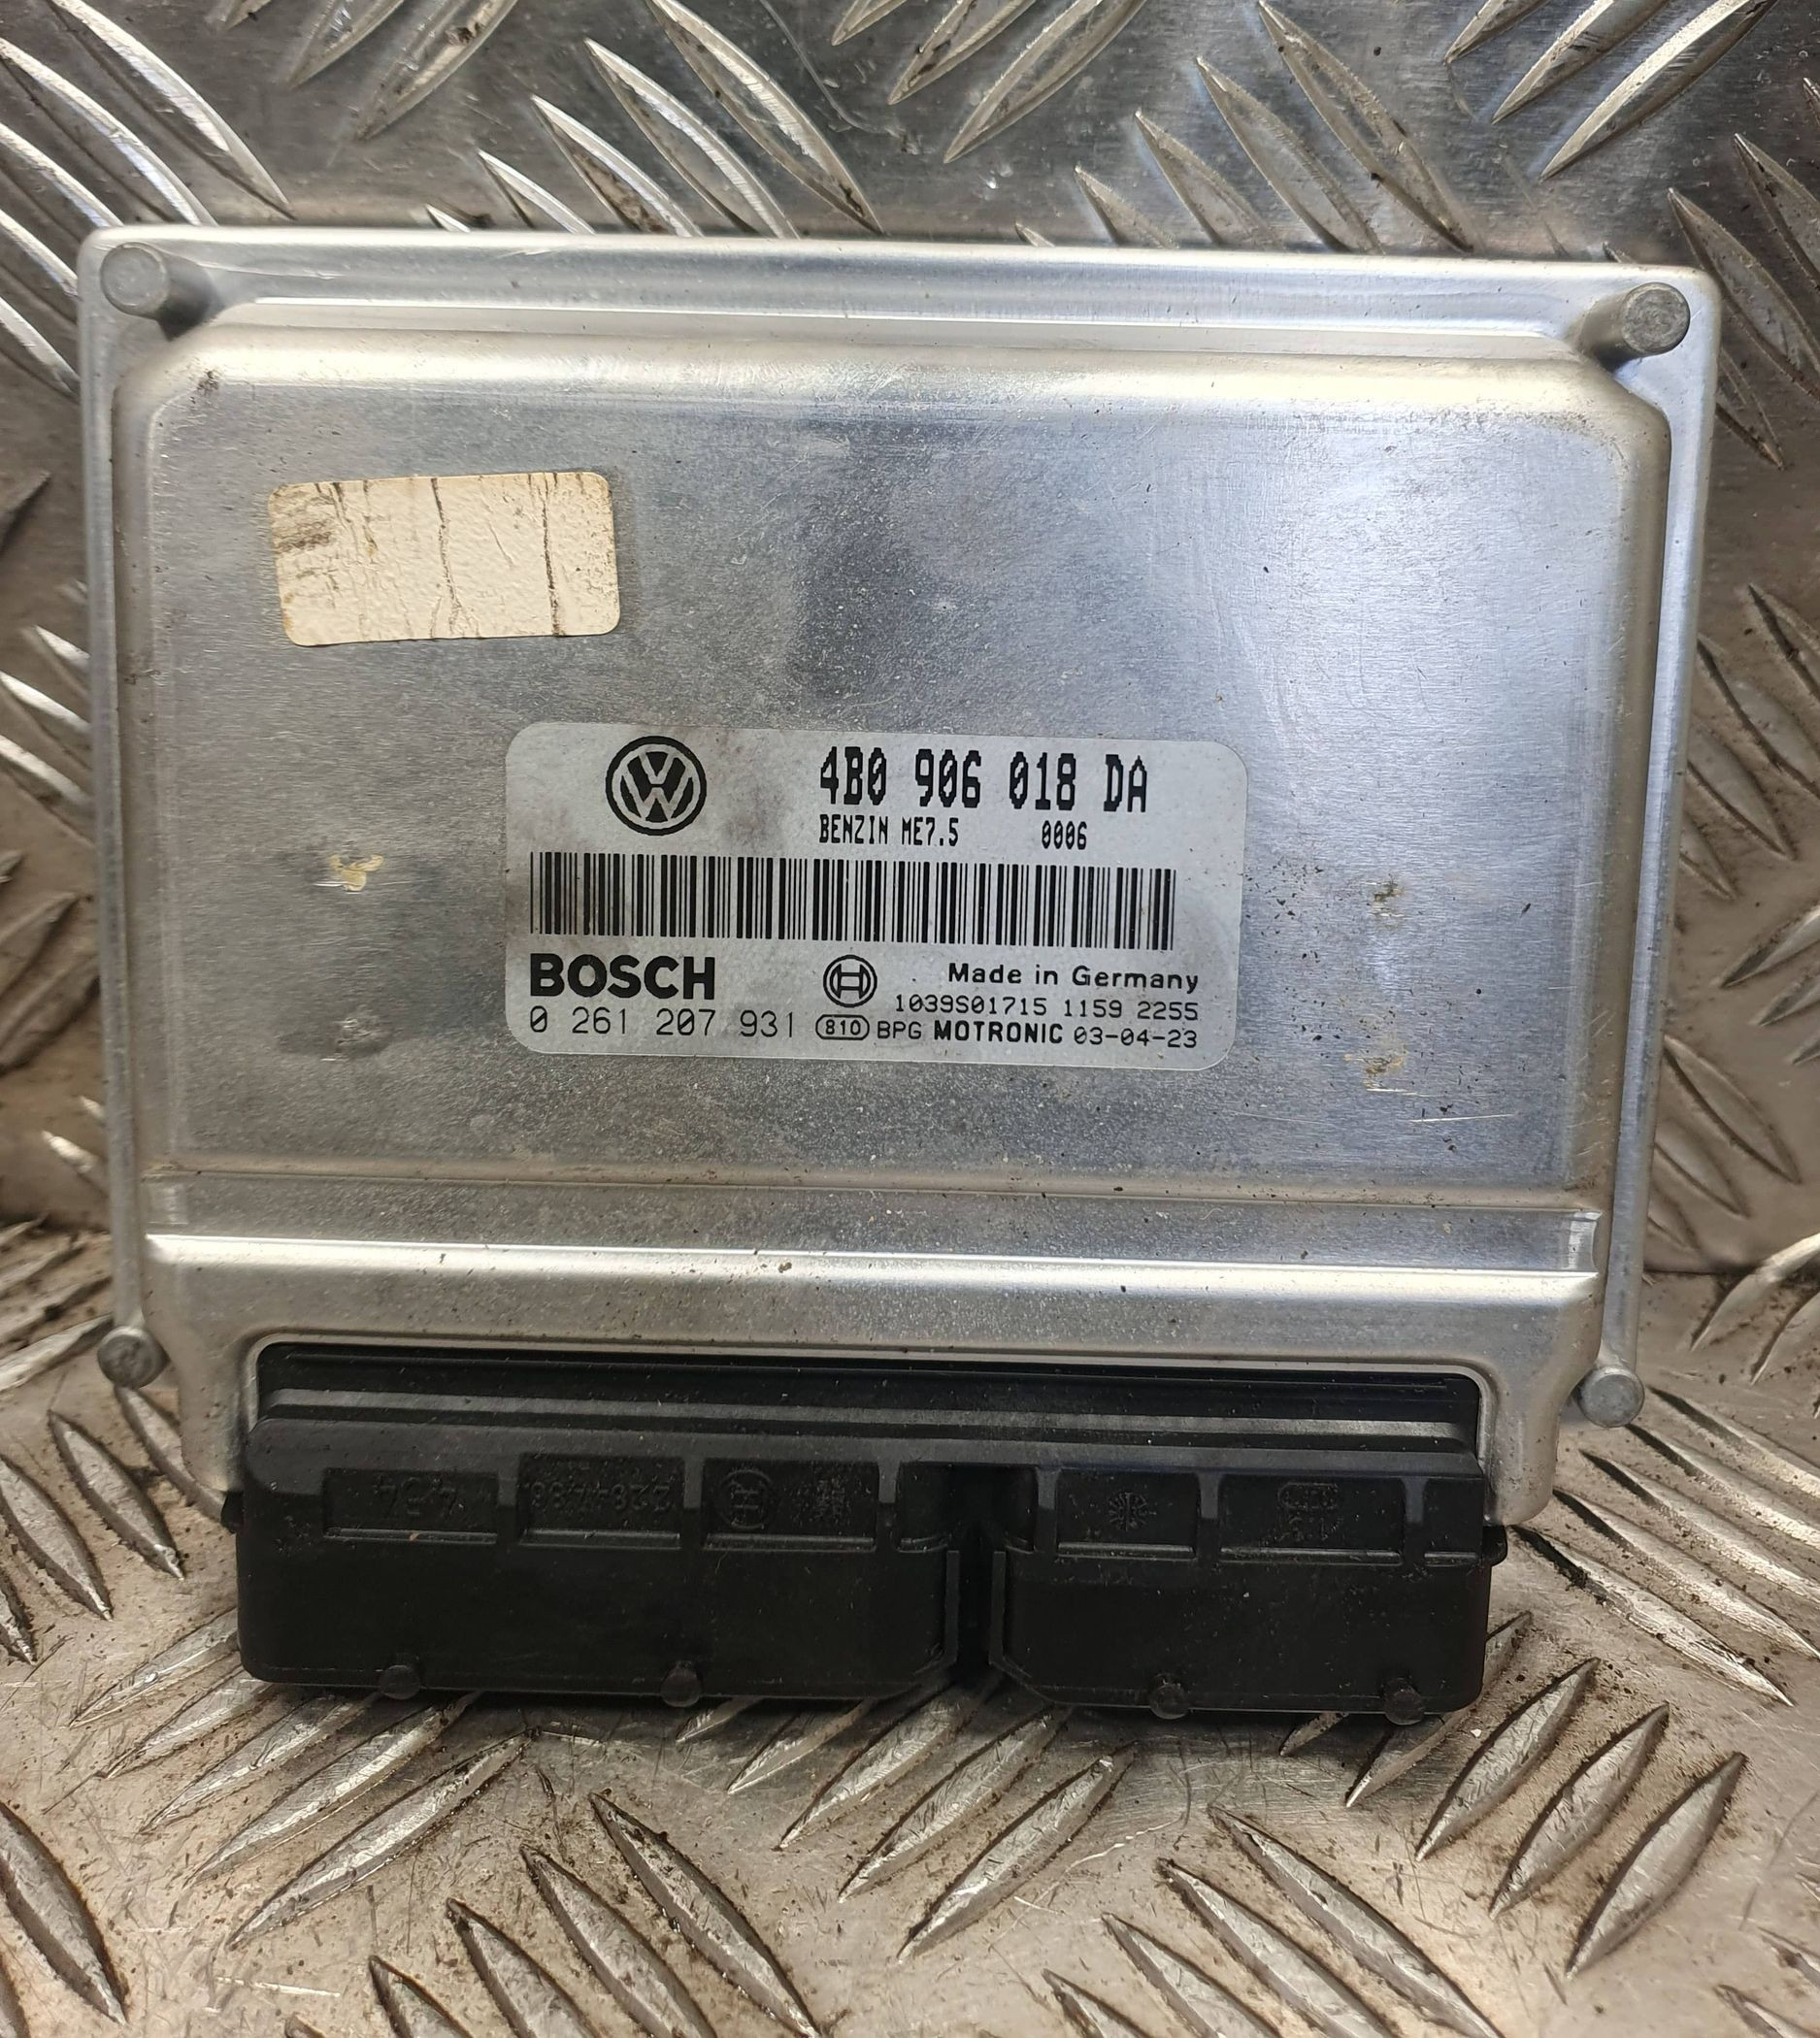 4B0 906 018 DA
BENZIN ME7.5 0006
BOSCH
Made in Germany
1039S01715 1159 2255
0 261 207 931
810 BPG MOTRONIC 03-04-23